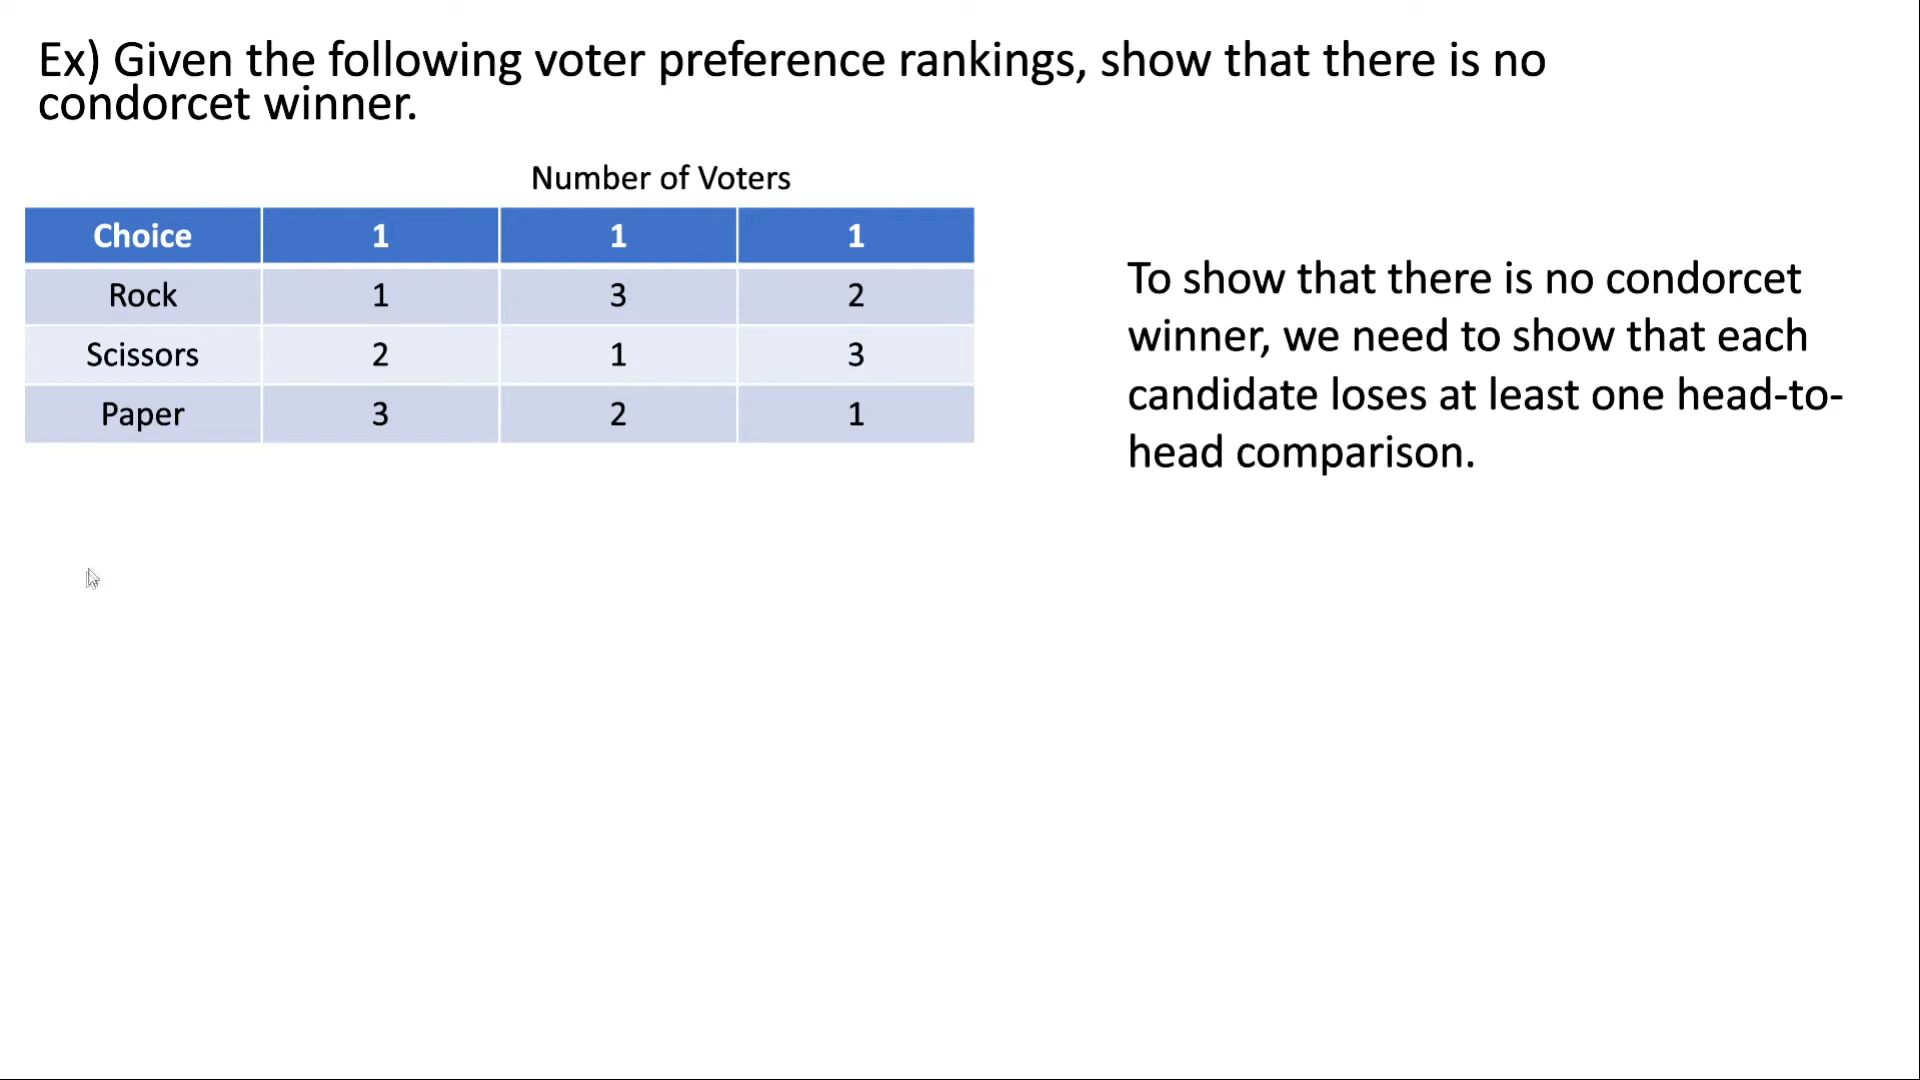 Ex) Given the following voter preference rankings, show that there is no
condorcet winner.
Number of Voters
Choice 1 1 1
Rock 1 3 2
Scissors 2 1 3
Paper 3 2 1
To show that there is no condorcet
winner, we need to show that each
candidate loses at least one head-to-
head comparison.